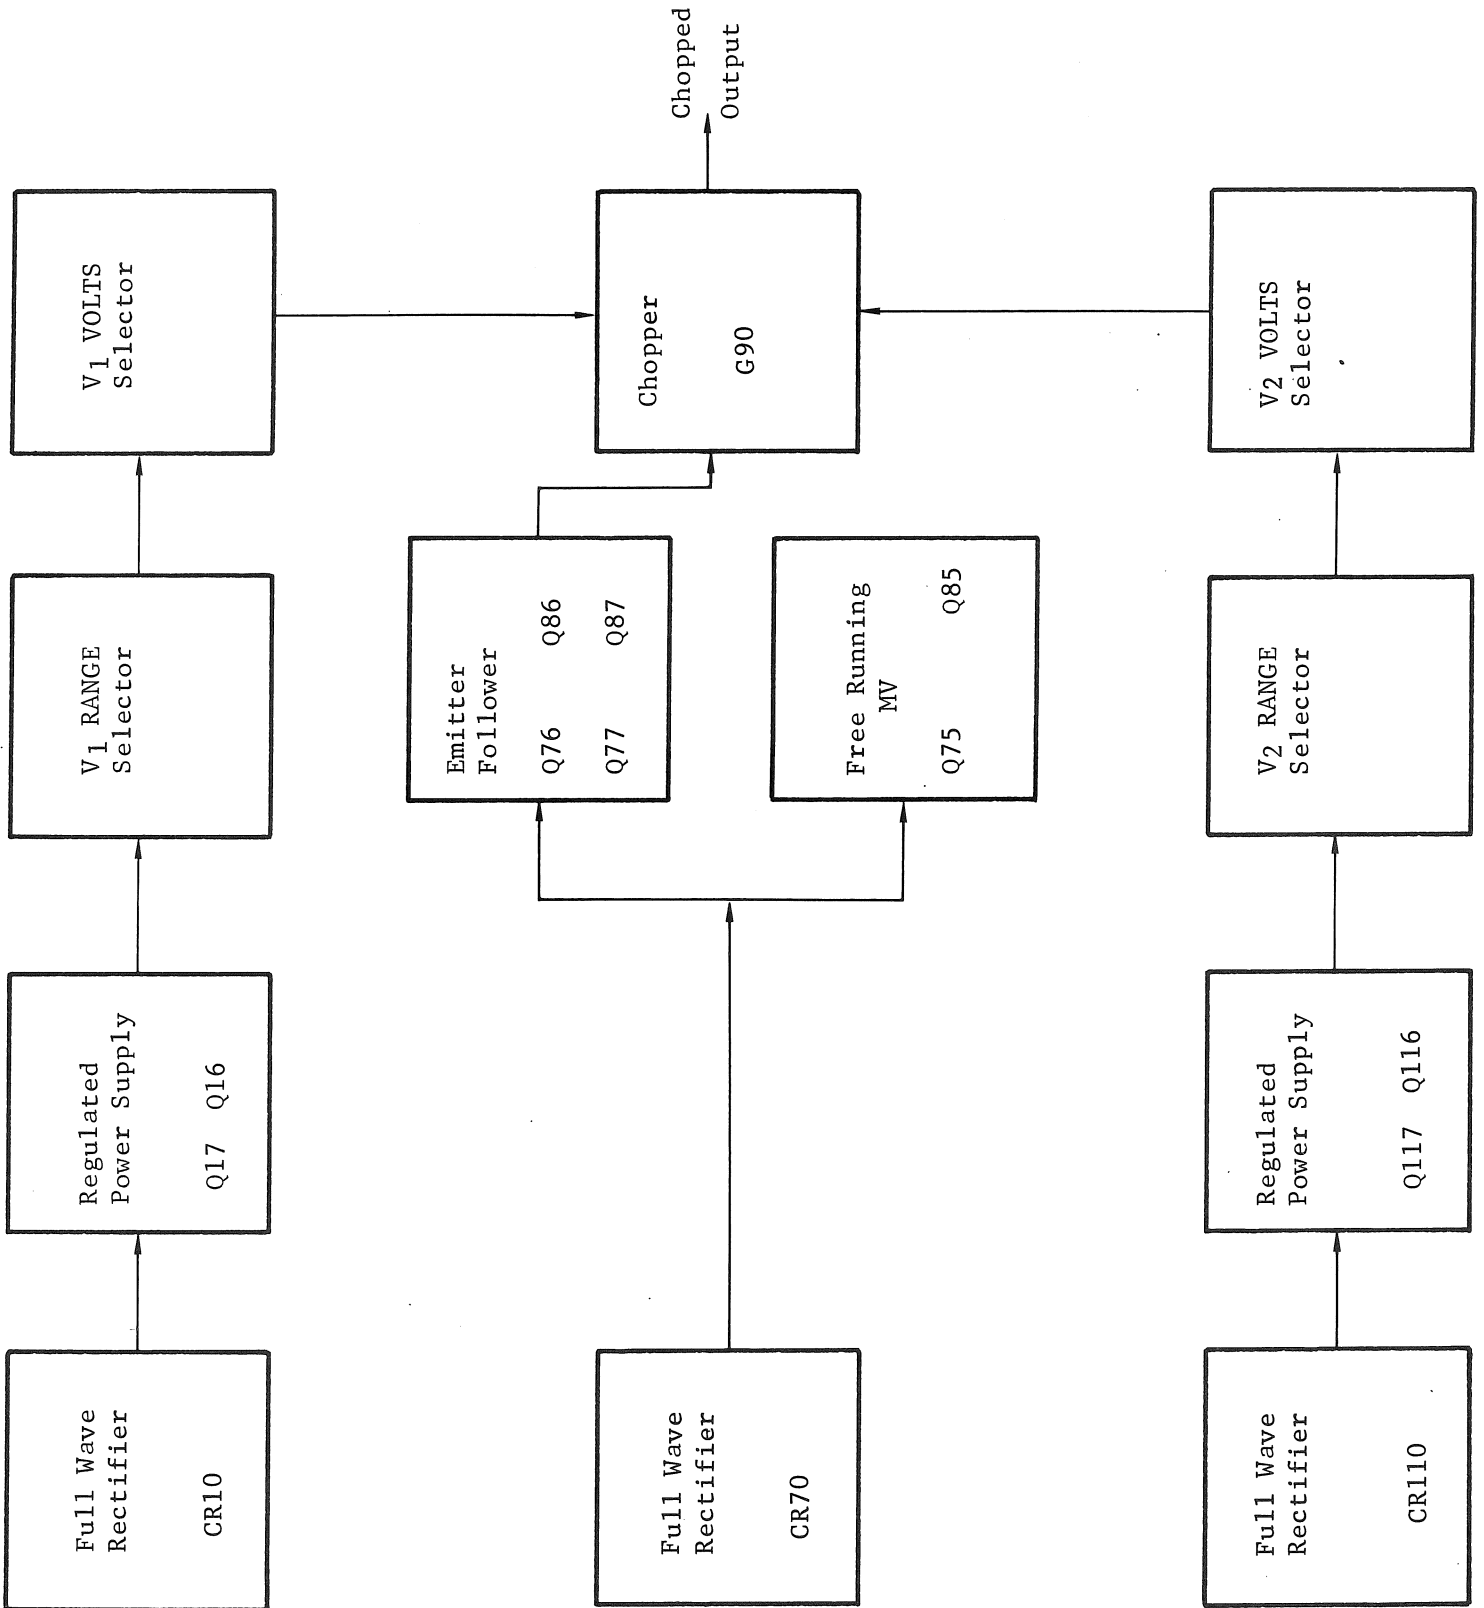 Full Wave
Rectifier
CR10
Regulated
Power Supply
Q17 Q16
V1 RANGE
Selector
V1 VOLTS
Selector
Full Wave
Rectifier
CR70
Emitter
Follower
Q76 Q86
Q77 Q87
Free Running
MV
Q75 Q85
Chopper
G90
Chopped
Output
Full Wave
Rectifier
CR110
Regulated
Power Supply
Q117 Q116
V2 RANGE
Selector
V2 VOLTS
Selector